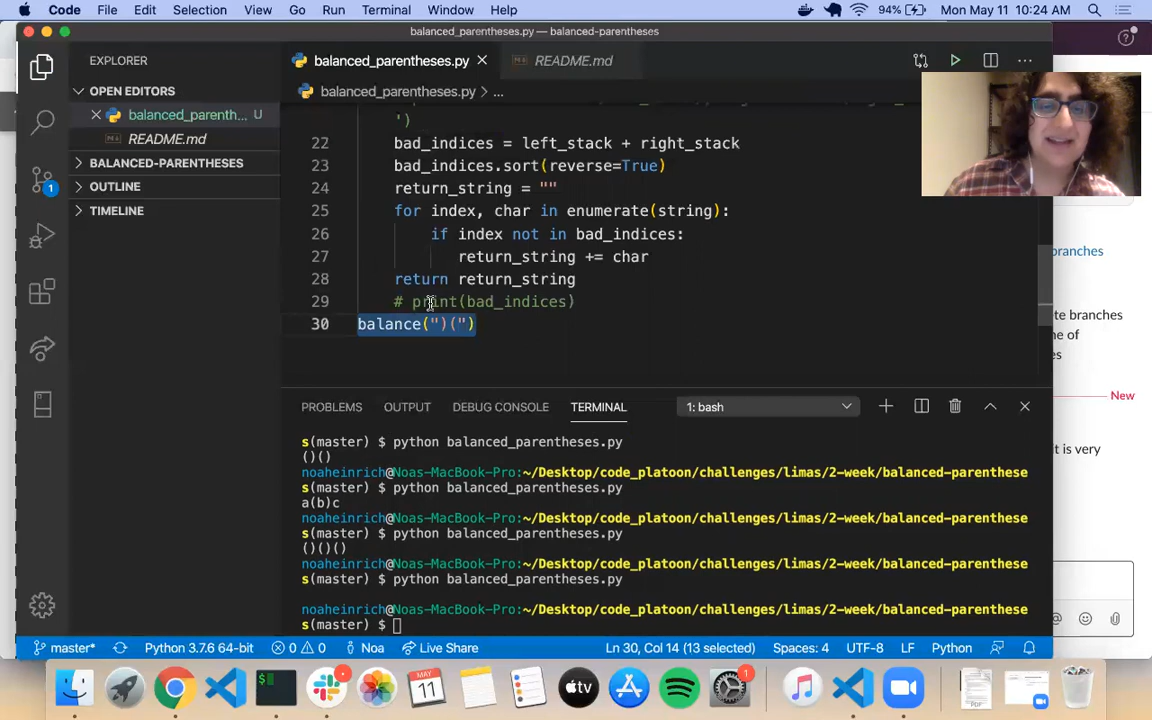 Code File Edit Selection View Go Run Terminal Window Help 94% Mon May 11 10:24 AM
balanced_parentheses.py — balanced-parentheses
EXPLORER
balanced_parentheses.py
README.md
OPEN EDITORS
balanced_parentheses.py > ...
balanced_parenth... U
README.md
BALANCED-PARENTHESES
OUTLINE
TIMELINE
1
')
22 bad_indices = left_stack + right_stack
23 bad_indices.sort(reverse=True)
24 return_string = ""
25 for index, char in enumerate(string):
26 if index not in bad_indices:
27 return_string += char
28 return return_string
29 # print(bad_indices)
30 balance(")(")
PROBLEMS OUTPUT DEBUG CONSOLE TERMINAL 1: bash
s(master) $ python balanced_parentheses.py
()()
noaheinrich@Noas-MacBook-Pro:~/Desktop/code_platoon/challenges/limas/2-week/balanced-parenthese
s(master) $ python balanced_parentheses.py
a(b)c
noaheinrich@Noas-MacBook-Pro:~/Desktop/code_platoon/challenges/limas/2-week/balanced-parenthese
s(master) $ python balanced_parentheses.py
()()()
noaheinrich@Noas-MacBook-Pro:~/Desktop/code_platoon/challenges/limas/2-week/balanced-parenthese
s(master) $ python balanced_parentheses.py
noaheinrich@Noas-MacBook-Pro:~/Desktop/code_platoon/challenges/limas/2-week/balanced-parenthese
s(master) $
master* Python 3.7.6 64-bit 0 0 Noa Live Share Ln 30, Col 14 (13 selected) Spaces: 4 UTF-8 LF Python
branches
branches
of
New
it is very
MAY
11
tv
1
PDF